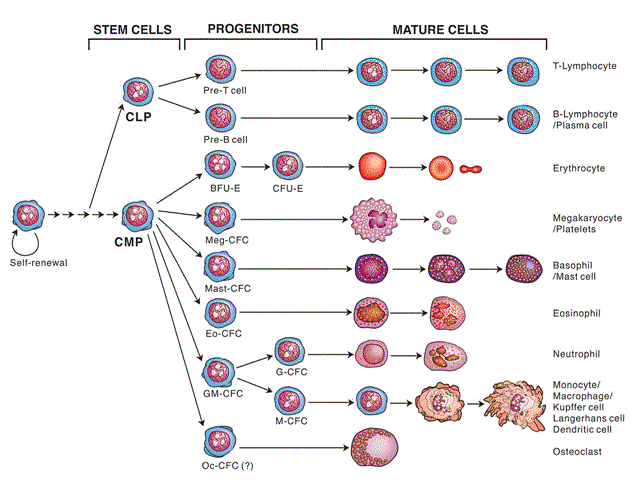 STEM CELLS
PROGENITORS
MATURE CELLS
Pre-T cell
T-Lymphocyte
CLP
Pre-B cell
B-Lymphocyte
/Plasma cell
BFU-E
CFU-E
Erythrocyte
Self-renewal
CMP
Meg-CFC
Megakaryocyte
/Platelets
Mast-CFC
Basophil
/Mast cell
Eo-CFC
Eosinophil
G-CFC
Neutrophil
GM-CFC
M-CFC
Monocyte/
Macrophage/
Kupffer cell
Langerhans cell
Dendritic cell
Oc-CFC (?)
Osteoclast